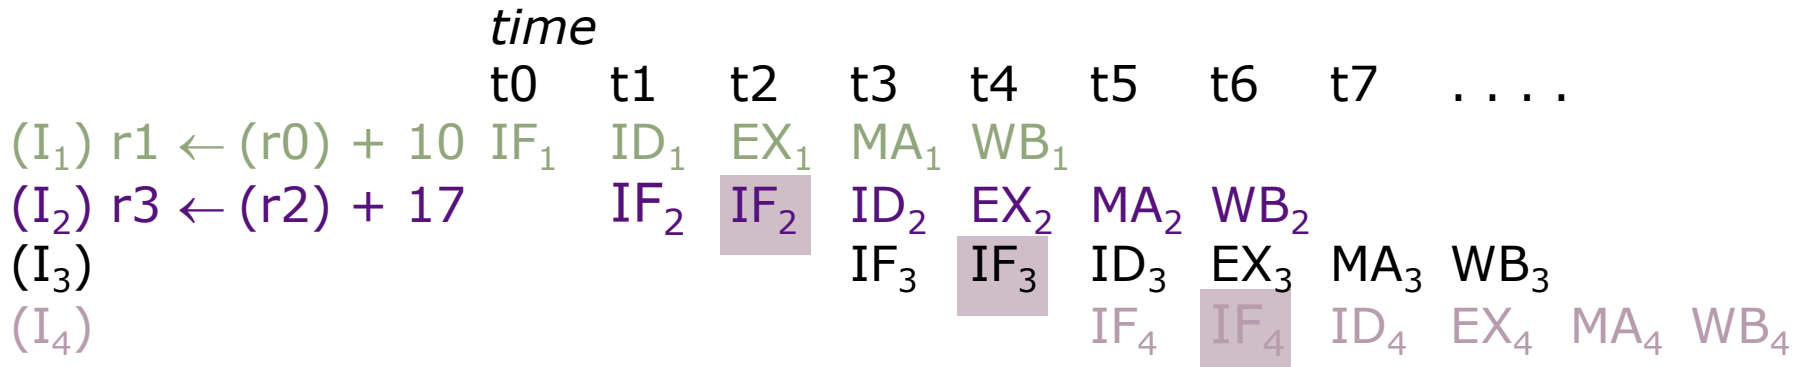 time
t0 t1 t2 t3 t4 t5 t6 t7 . . . .
(I₁) r1 ← (r0) + 10 IF₁ ID₁ EX₁ MA₁ WB₁
(I₂) r3 ← (r2) + 17 IF₂ IF₂ ID₂ EX₂ MA₂ WB₂
(I₃) IF₃ IF₃ ID₃ EX₃ MA₃ WB₃
(I₄) IF₄ IF₄ ID₄ EX₄ MA₄ WB₄